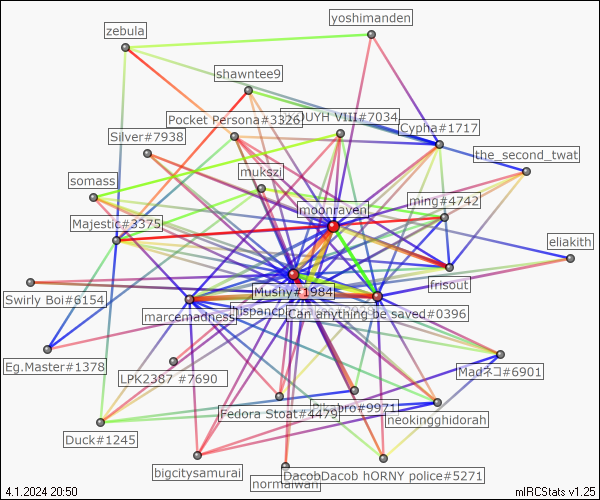 yoshimanden
zebula
shawntee9
Pocket Persona#3326
VIII#7034
Cypha#1717
Silver#7938
the_second_twat
mukszi
somass
ming#4742
moonraven
Majestic#3375
eliakith
frisout
Mushy#1984
Swirly Boi#6154
marcemadness
Can anything be saved#0396
Eg.Master#1378
LPK2387 #7690
Madネコ#6901
Fedora Stoat#4479
neokingghidorah
Duck#1245
bigcitysamurai
DacobDacob hORNY police#5271
normalwan
4.1.2024 20:50
mIRCStats v1.25